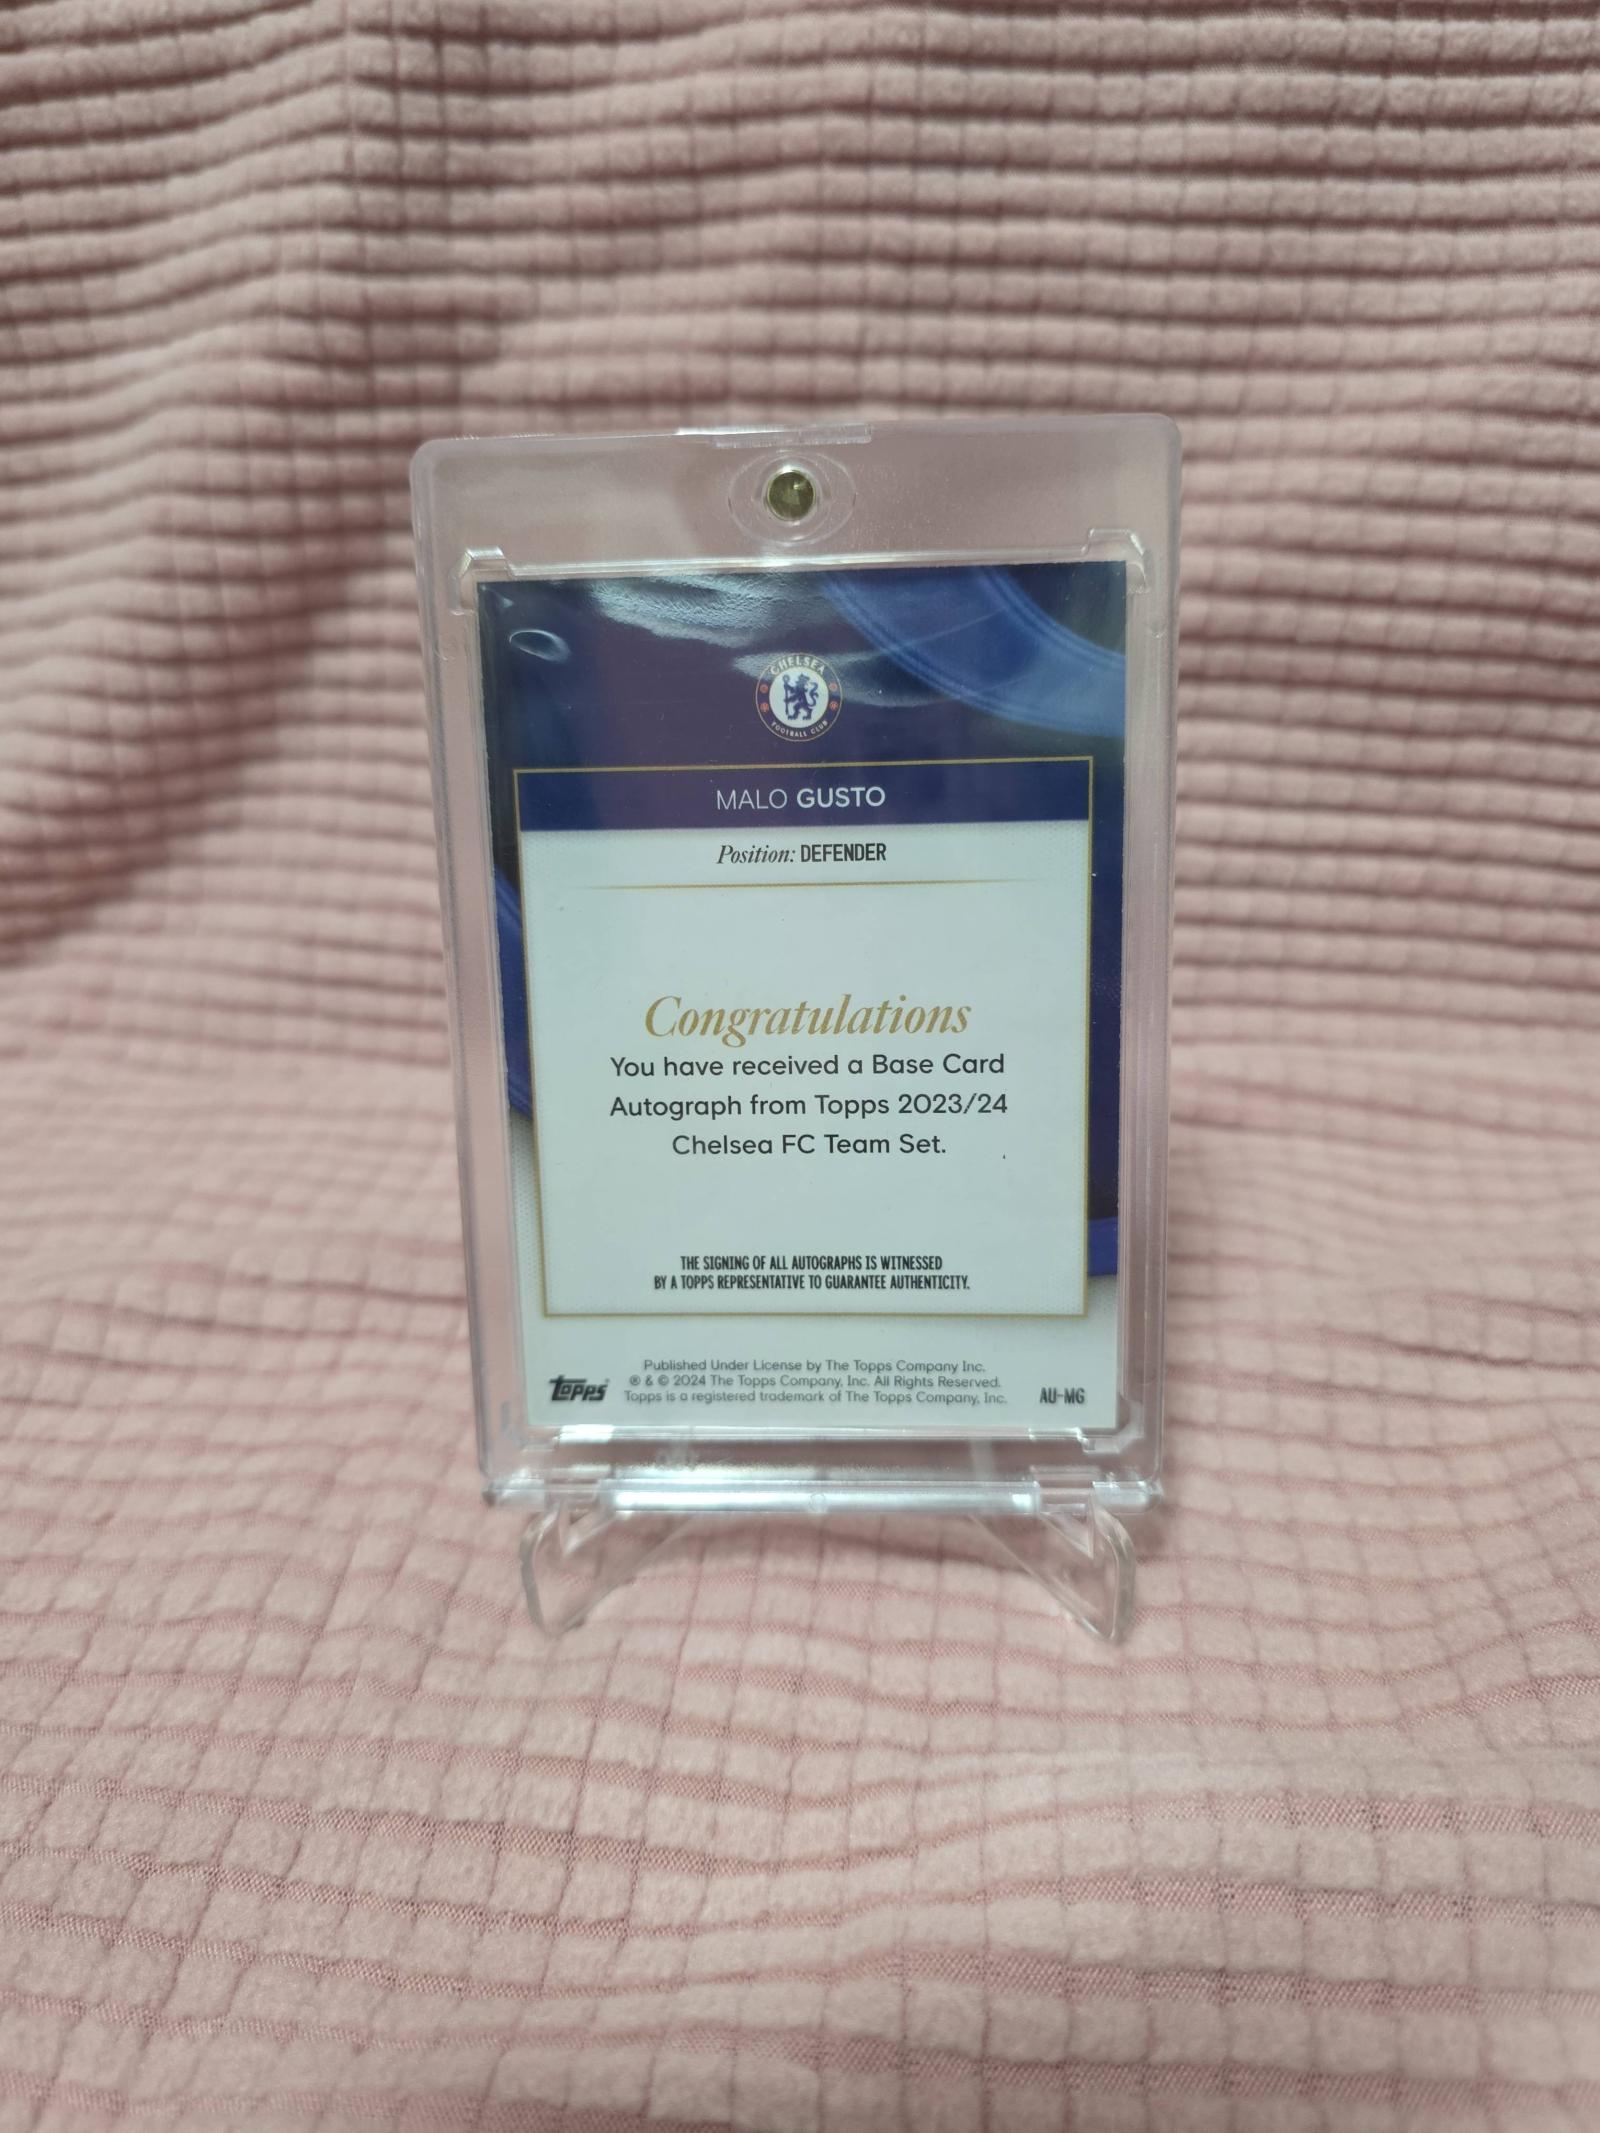 CHELSEA
FOOTBALL CLUB
MALO GUSTO
Position: DEFENDER
Congratulations
You have received a Base Card
Autograph from Topps 2023/24
Chelsea FC Team Set.
THE SIGNING OF ALL AUTOGRAPHS IS WITNESSED
BY A TOPPS REPRESENTATIVE TO GUARANTEE AUTHENTICITY.
Published Under License by The Topps Company Inc.
® & © 2024 The Topps Company, Inc. All Rights Reserved.
Topps is a registered trademark of The Topps Company, Inc.
TOPPS
AU-MG